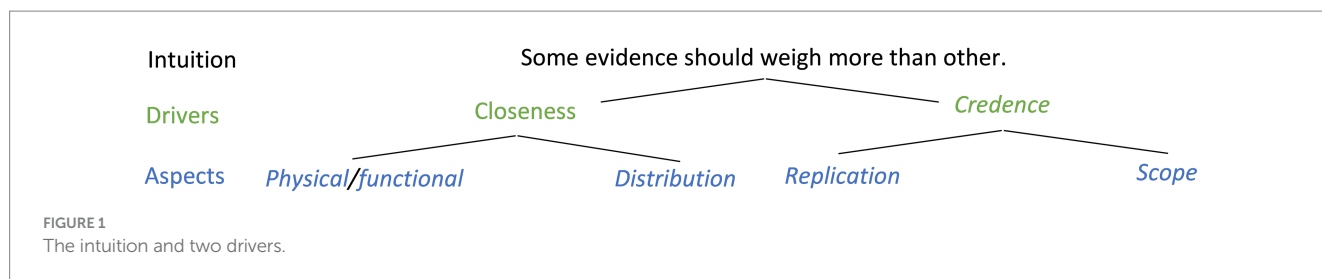 Intuition Some evidence should weigh more than other.
Drivers Closeness Credence
Aspects Physical/functional Distribution Replication Scope
FIGURE 1
The intuition and two drivers.